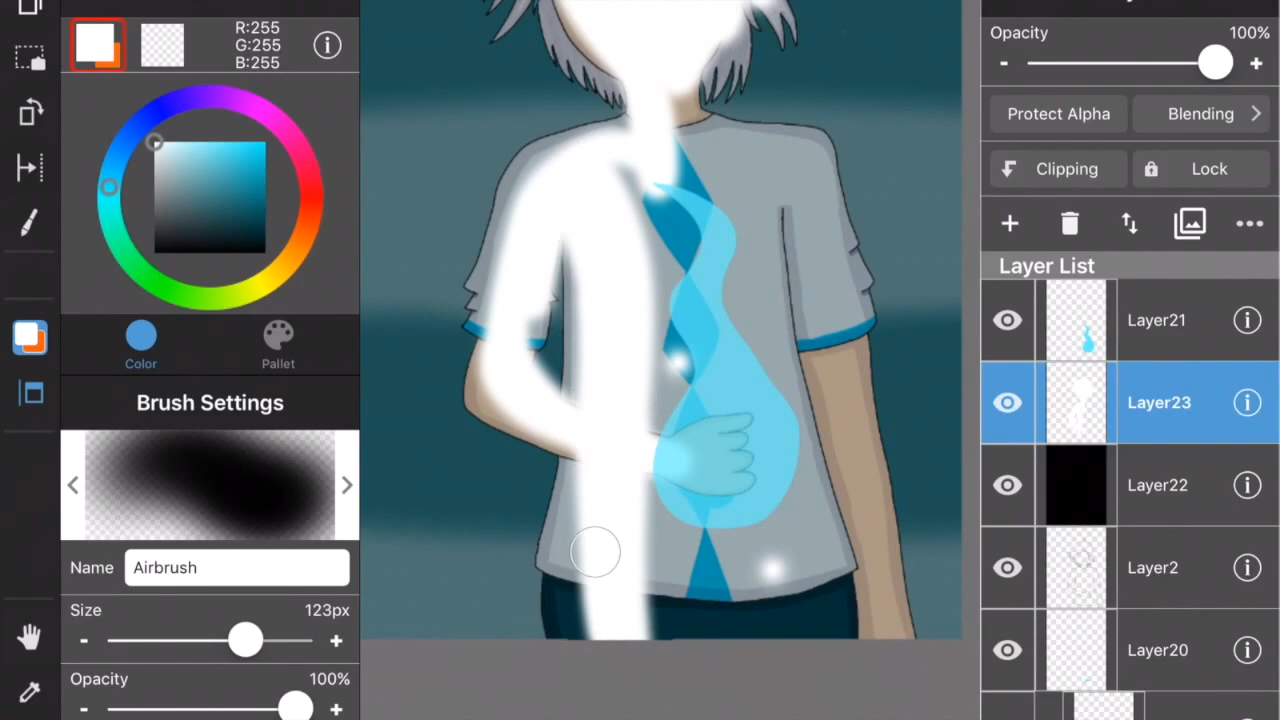 R:255
G:255
B:255
Color
Pallet
Brush Settings
Name Airbrush
Size 123px
- +
Opacity 100%
- +
Opacity 100%
- +
Protect Alpha Blending
Clipping Lock
Layer List
Layer21
Layer23
Layer22
Layer2
Layer20